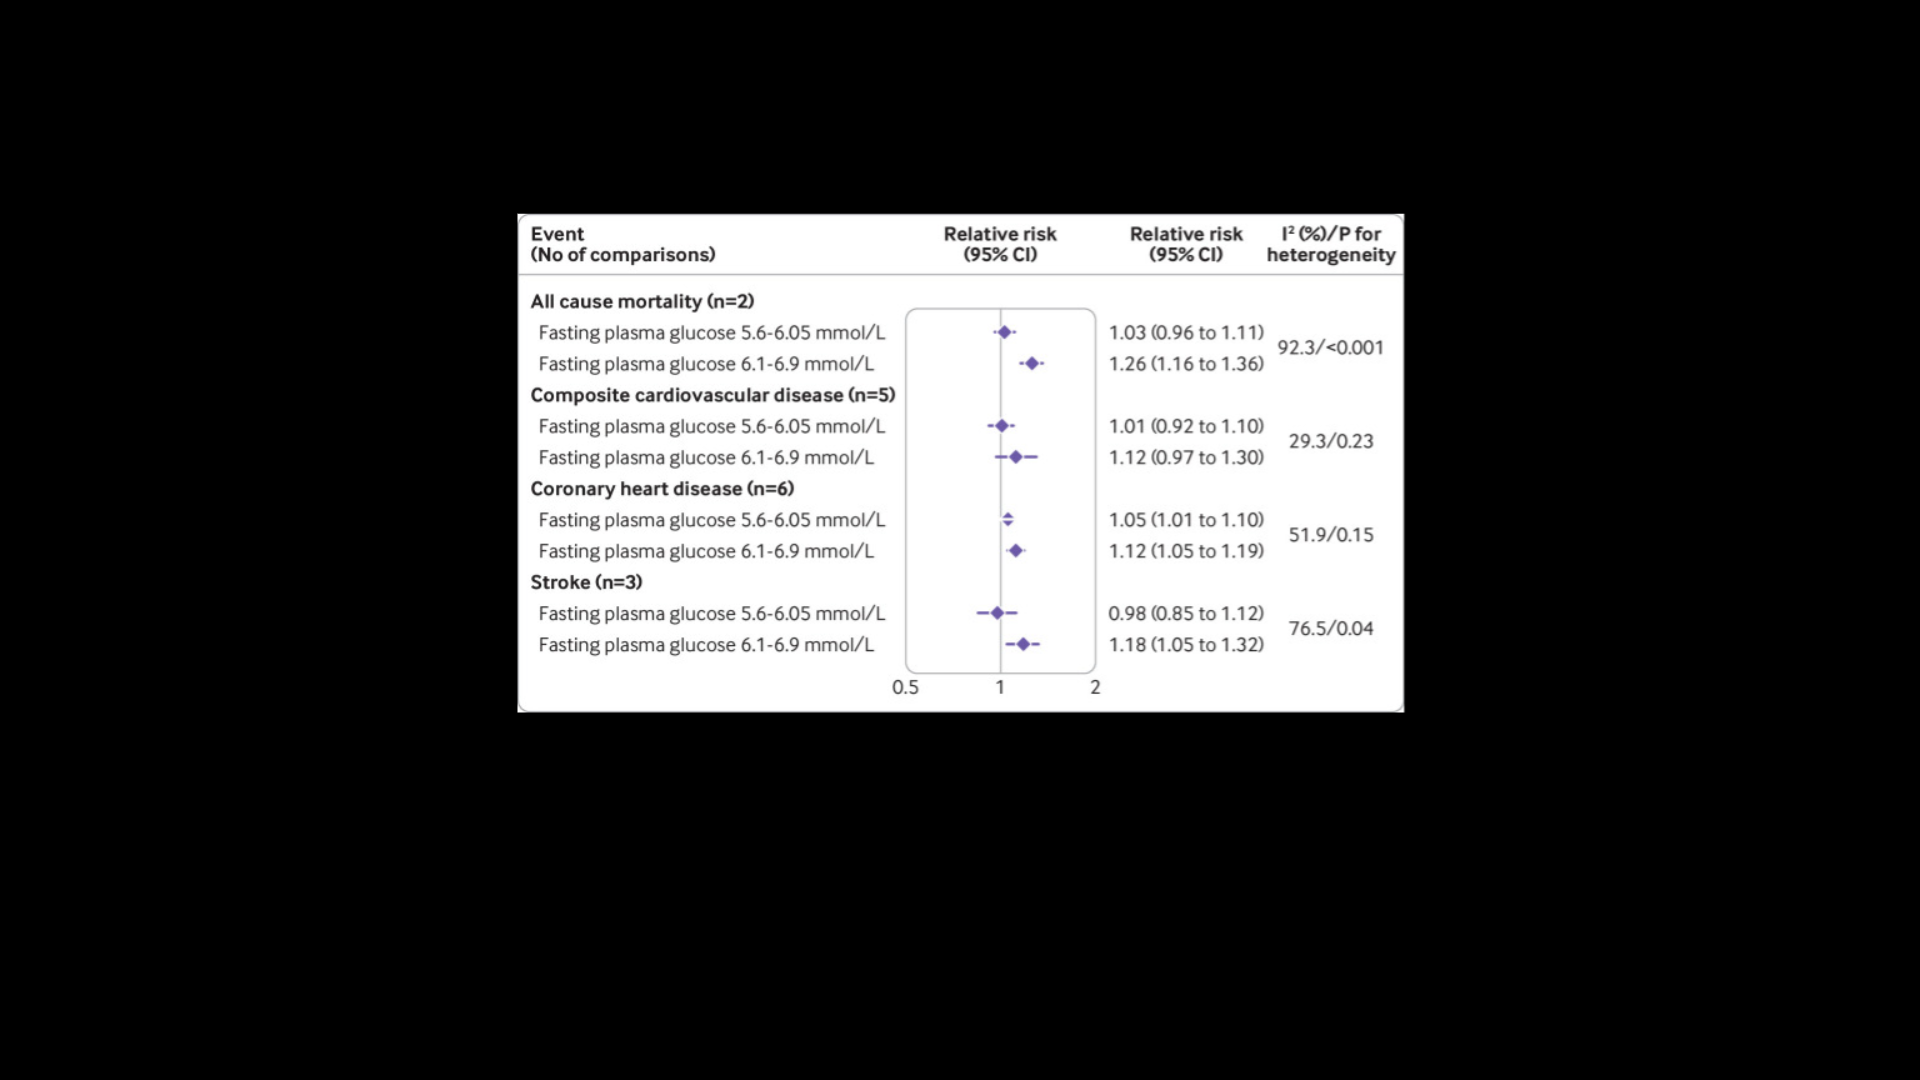 Event
(No of comparisons)
Relative risk
(95% CI)
Relative risk
(95% CI)
I² (%)/P for
heterogeneity
All cause mortality (n=2)
Fasting plasma glucose 5.6-6.05 mmol/L 1.03 (0.96 to 1.11)
92.3/<0.001
Fasting plasma glucose 6.1-6.9 mmol/L 1.26 (1.16 to 1.36)
Composite cardiovascular disease (n=5)
Fasting plasma glucose 5.6-6.05 mmol/L 1.01 (0.92 to 1.10)
29.3/0.23
Fasting plasma glucose 6.1-6.9 mmol/L 1.12 (0.97 to 1.30)
Coronary heart disease (n=6)
Fasting plasma glucose 5.6-6.05 mmol/L 1.05 (1.01 to 1.10)
51.9/0.15
Fasting plasma glucose 6.1-6.9 mmol/L 1.12 (1.05 to 1.19)
Stroke (n=3)
Fasting plasma glucose 5.6-6.05 mmol/L 0.98 (0.85 to 1.12)
76.5/0.04
Fasting plasma glucose 6.1-6.9 mmol/L 1.18 (1.05 to 1.32)
0.5 1 2